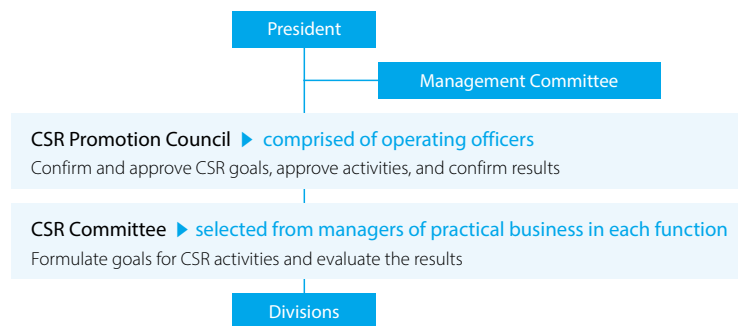 President
Management Committee
CSR Promotion Council ▶ comprised of operating officers
Confirm and approve CSR goals, approve activities, and confirm results
CSR Committee ▶ selected from managers of practical business in each function
Formulate goals for CSR activities and evaluate the results
Divisions